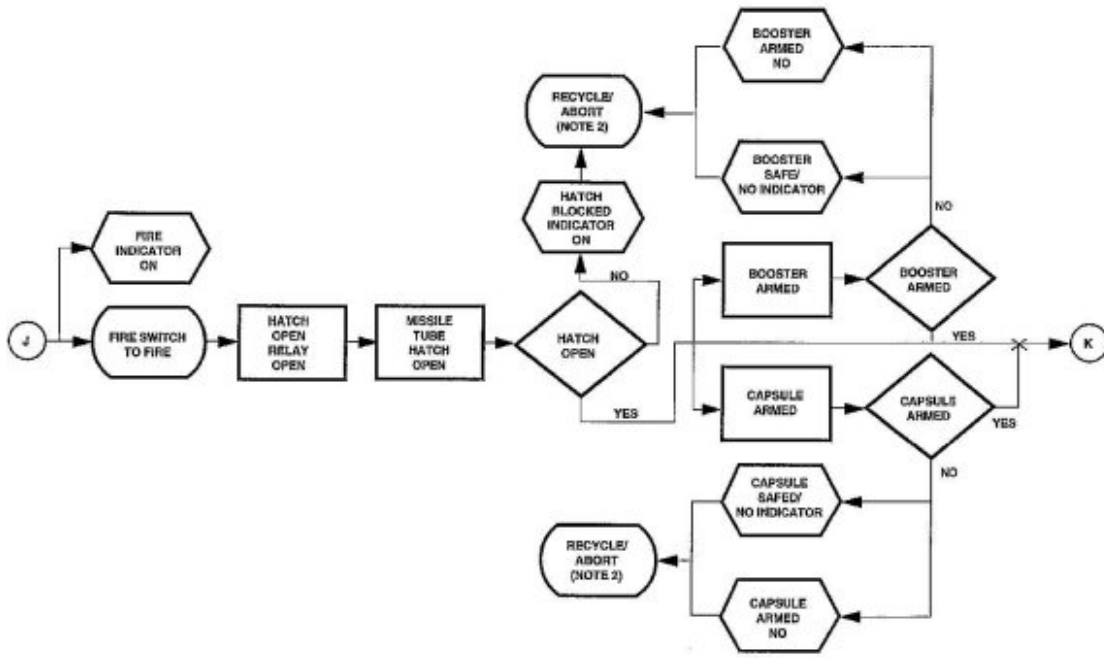 BOOSTER
ARMED
NO
RECYCLE/
ABORT
(NOTE 2)
BOOSTER
SAFE/
NO INDICATOR
HATCH
BLOCKED
INDICATOR
ON
NO
FIRE
INDICATOR
ON
NO
BOOSTER
ARMED
BOOSTER
ARMED
J
FIRE SWITCH
TO FIRE
HATCH
OPEN
RELAY
OPEN
MISSILE
TUBE
HATCH
OPEN
HATCH
OPEN
YES
K
YES
CAPSULE
ARMED
CAPSULE
ARMED
YES
NO
CAPSULE
SAFED/
NO INDICATOR
RECYCLE/
ABORT
(NOTE 2)
CAPSULE
ARMED
NO